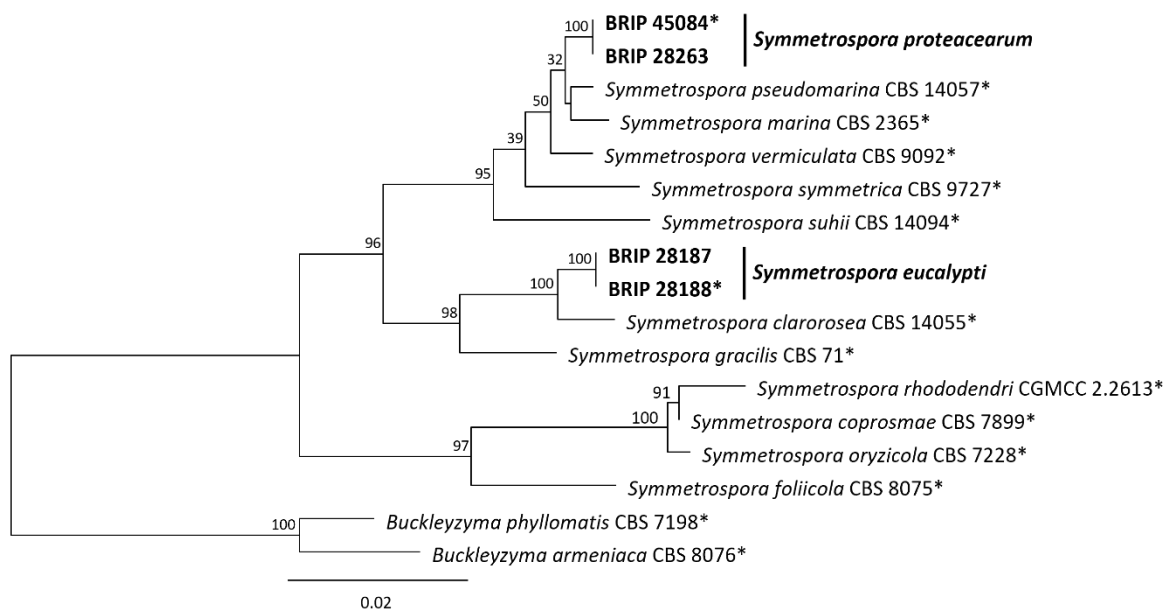 100
BRIP 45084*
BRIP 28263
Symmetrospora proteacearum
32
Symmetrospora pseudomarina CBS 14057*
50
Symmetrospora marina CBS 2365*
39
Symmetrospora vermiculata CBS 9092*
95
Symmetrospora symmetrica CBS 9727*
Symmetrospora suhii CBS 14094*
96
100
BRIP 28187
BRIP 28188*
Symmetrospora eucalypti
100
98
Symmetrospora clarorosea CBS 14055*
Symmetrospora gracilis CBS 71*
91
Symmetrospora rhododendri CGMCC 2.2613*
100
Symmetrospora coprosmae CBS 7899*
97
Symmetrospora oryzicola CBS 7228*
Symmetrospora foliicola CBS 8075*
100
Buckleyzyma phyllomatis CBS 7198*
Buckleyzyma armeniaca CBS 8076*
0.02